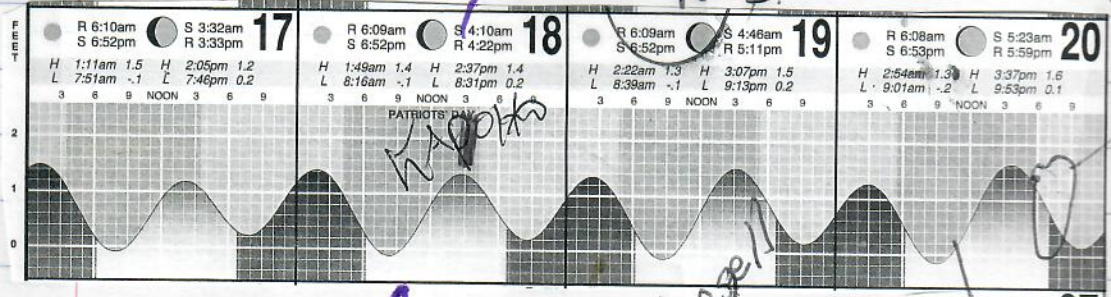 FEET
R 6:10am S 3:32am 17
S 6:52pm R 3:33pm
H 1:11am 1.5 H 2:05pm 1.2
L 7:51am -.1 L 7:46pm 0.2
3 6 9 NOON 3 6 9
R 6:09am S 4:10am 18
S 6:52pm R 4:22pm
H 1:49am 1.4 H 2:37pm 1.4
L 8:16am -.1 L 8:31pm 0.2
3 6 9 NOON 3 6 9
PATRIOTS' DAY
R 6:09am S 4:46am 19
S 6:52pm R 5:11pm
H 2:22am 1.3 H 3:07pm 1.5
L 8:39am -.1 L 9:13pm 0.2
3 6 9 NOON 3 6 9
R 6:08am S 5:23am 20
S 6:53pm R 5:59pm
H 2:54am 1.3 H 3:37pm 1.6
L 9:01am -.2 L 9:53pm 0.1
3 6 9 NOON 3 6 9
2
1
0